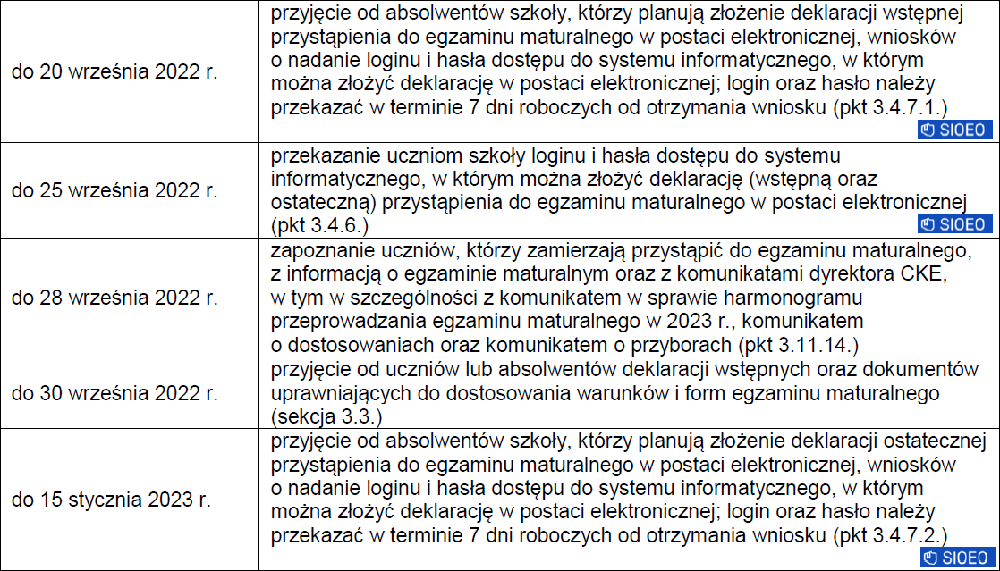 do 20 września 2022 r.
przyjęcie od absolwentów szkoły, którzy planują złożenie deklaracji wstępnej
przystąpienia do egzaminu maturalnego w postaci elektronicznej, wniosków
o nadanie loginu i hasła dostępu do systemu informatycznego, w którym
można złożyć deklarację w postaci elektronicznej; login oraz hasło należy
przekazać w terminie 7 dni roboczych od otrzymania wniosku (pkt 3.4.7.1.)
SIOEO
do 25 września 2022 r.
przekazanie uczniom szkoły loginu i hasła dostępu do systemu
informatycznego, w którym można złożyć deklarację (wstępną oraz
ostateczną) przystąpienia do egzaminu maturalnego w postaci elektronicznej
(pkt 3.4.6.)
SIOEO
do 28 września 2022 r.
zapoznanie uczniów, którzy zamierzają przystąpić do egzaminu maturalnego,
z informacją o egzaminie maturalnym oraz z komunikatami dyrektora CKE,
w tym w szczególności z komunikatem w sprawie harmonogramu
przeprowadzania egzaminu maturalnego w 2023 r., komunikatem
o dostosowaniach oraz komunikatem o przyborach (pkt 3.11.14.)
do 30 września 2022 r.
przyjęcie od uczniów lub absolwentów deklaracji wstępnych oraz dokumentów
uprawniających do dostosowania warunków i form egzaminu maturalnego
(sekcja 3.3.)
do 15 stycznia 2023 r.
przyjęcie od absolwentów szkoły, którzy planują złożenie deklaracji ostatecznej
przystąpienia do egzaminu maturalnego w postaci elektronicznej, wniosków
o nadanie loginu i hasła dostępu do systemu informatycznego, w którym
można złożyć deklarację w postaci elektronicznej; login oraz hasło należy
przekazać w terminie 7 dni roboczych od otrzymania wniosku (pkt 3.4.7.2.)
SIOEO